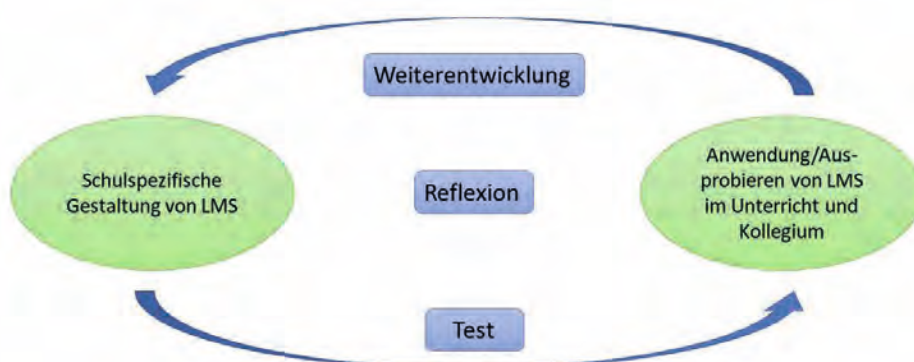 Weiterentwicklung
Schulspezifische
Gestaltung von LMS
Reflexion
Anwendung/Aus-
probieren von LMS
im Unterricht und
Kollegium
Test